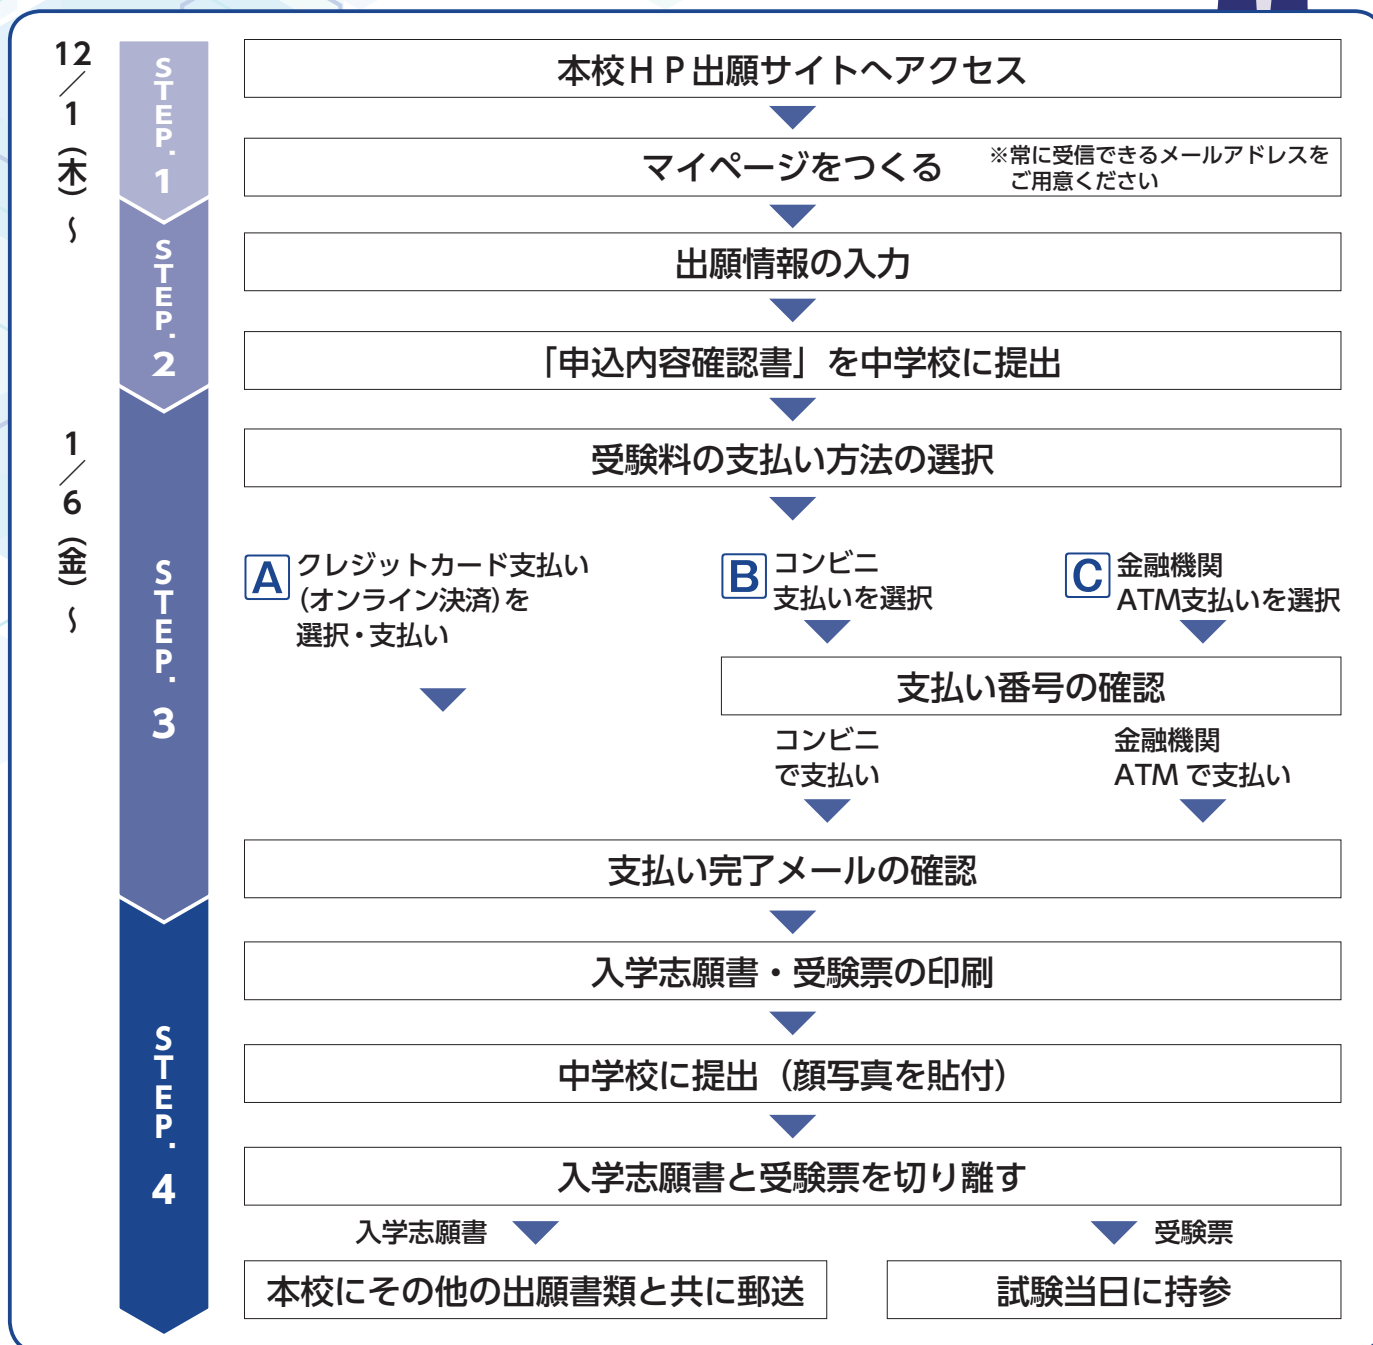 12/1（木）～
STEP.1
本校HP出願サイトへアクセス
マイページをつくる
※常に受信できるメールアドレスを
ご用意ください
STEP.2
出願情報の入力
「申込内容確認書」を中学校に提出
1/6（金）～
STEP.3
受験料の支払い方法の選択
A クレジットカード支払い
（オンライン決済）を
選択・支払い
B コンビニ
支払いを選択
C 金融機関
ATM支払いを選択
支払い番号の確認
コンビニ
で支払い
金融機関
ATM で支払い
支払い完了メールの確認
STEP.4
入学志願書・受験票の印刷
中学校に提出（顔写真を貼付）
入学志願書と受験票を切り離す
入学志願書
受験票
本校にその他の出願書類と共に郵送
試験当日に持参